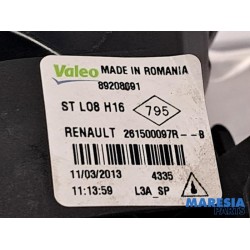 Valeo MADE IN ROMANIA
89208091
ST L08 H16 795
RENAULT 261500097R--B
11/03/2013 4335
11:13:59 L3A_SP
MARESIA
PARTS